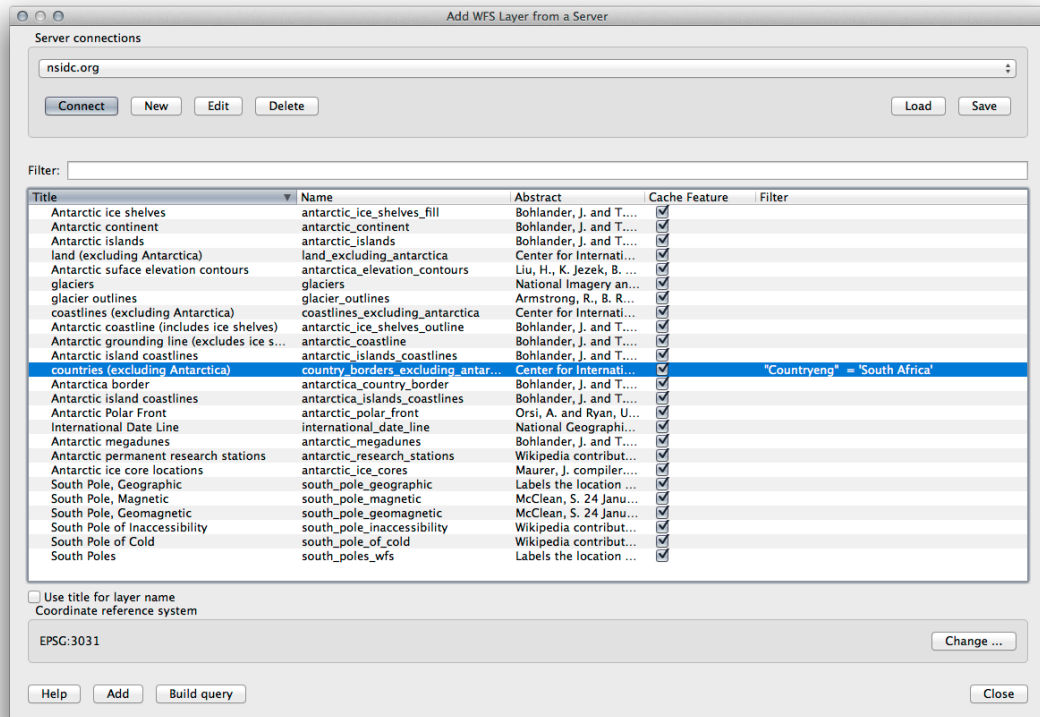 Add WFS Layer from a Server
Server connections
nsidc.org
Connect New Edit Delete Load Save
Filter:
Title Name Abstract Cache Feature Filter
Antarctic ice shelves antarctic_ice_shelves_fill Bohlander, J. and T....
Antarctic continent antarctic_continent Bohlander, J. and T....
Antarctic islands antarctic_islands Bohlander, J. and T....
land (excluding Antarctica) land_excluding_antarctica Center for Internati...
Antarctic suface elevation contours antarctica_elevation_contours Liu, H., K. Jezek, B. ...
glaciers glaciers National Imagery an...
glacier outlines glacier_outlines Armstrong, R., B. R...
coastlines (excluding Antarctica) coastlines_excluding_antarctica Center for Internati...
Antarctic coastline (includes ice shelves) antarctic_ice_shelves_outline Bohlander, J. and T....
Antarctic grounding line (excludes ice s... antarctic_coastline Bohlander, J. and T....
Antarctic island coastlines antarctic_islands_coastlines Bohlander, J. and T....
countries (excluding Antarctica) country_borders_excluding_antar... Center for Internati... "Countryeng" = 'South Africa'
Antarctica border antarctica_country_border Bohlander, J. and T....
Antarctic island coastlines antarctica_islands_coastlines Bohlander, J. and T....
Antarctic Polar Front antarctic_polar_front Orsi, A. and Ryan, U...
International Date Line international_date_line National Geographi...
Antarctic megadunes antarctic_megadunes Bohlander, J. and T....
Antarctic permanent research stations antarctic_research_stations Wikipedia contribut...
Antarctic ice core locations antarctic_ice_cores Maurer, J. compiler....
South Pole, Geographic south_pole_geographic Labels the location ...
South Pole, Magnetic south_pole_magnetic McClean, S. 24 Janu...
South Pole, Geomagnetic south_pole_geomagnetic McClean, S. 24 Janu...
South Pole of Inaccessibility south_pole_inaccessibility Wikipedia contribut...
South Pole of Cold south_pole_of_cold Wikipedia contribut...
South Poles south_poles_wfs Labels the location ...
Use title for layer name
Coordinate reference system
EPSG:3031
Change ...
Help Add Build query Close